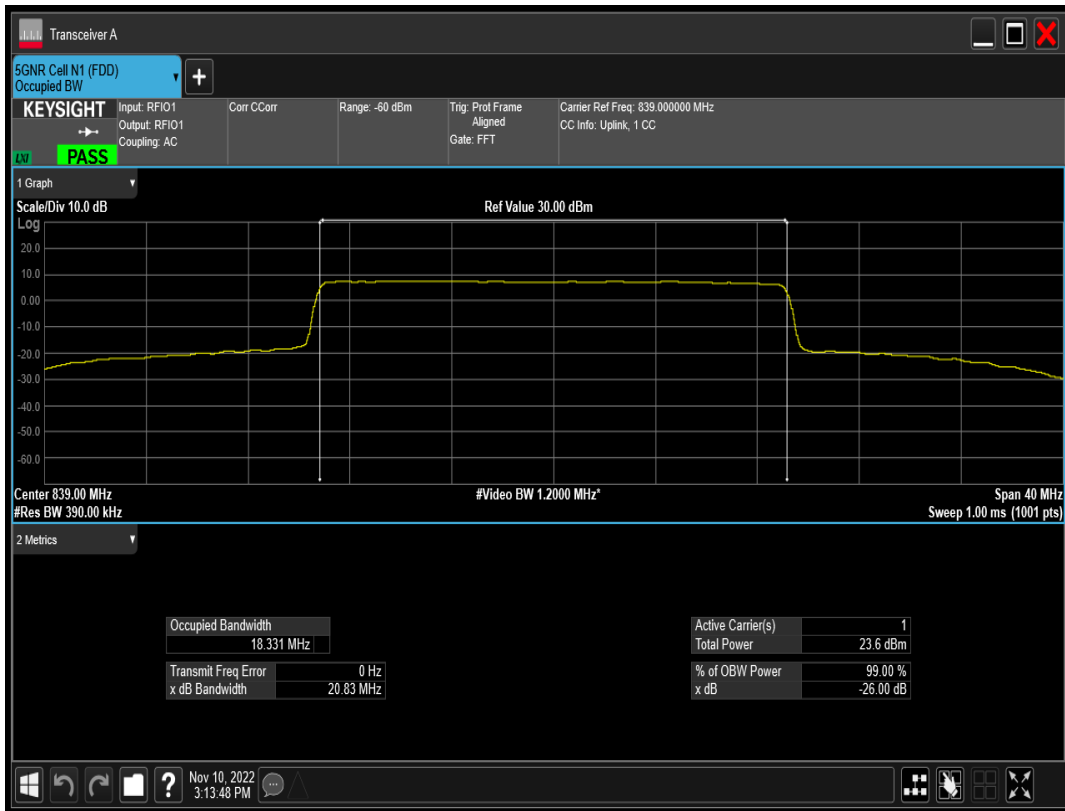 Transceiver A
5GNR Cell N1 (FDD)
Occupied BW
+
KEYSIGHT
LXI
PASS
Input: RFIO1
Output: RFIO1
Coupling: AC
Corr CCorr
Range: -60 dBm
Trig: Prot Frame
Aligned
Gate: FFT
Carrier Ref Freq: 839.000000 MHz
CC Info: Uplink, 1 CC
1 Graph
Scale/Div 10.0 dB
Ref Value 30.00 dBm
Log
20.0
10.0
0.00
-10.0
-20.0
-30.0
-40.0
-50.0
-60.0
Center 839.00 MHz
#Video BW 1.2000 MHz*
Span 40 MHz
#Res BW 390.00 kHz
Sweep 1.00 ms (1001 pts)
2 Metrics
Occupied Bandwidth
18.331 MHz
Transmit Freq Error 0 Hz
x dB Bandwidth 20.83 MHz
Active Carrier(s) 1
Total Power 23.6 dBm
% of OBW Power 99.00 %
x dB -26.00 dB
?
Nov 10, 2022
3:13:48 PM